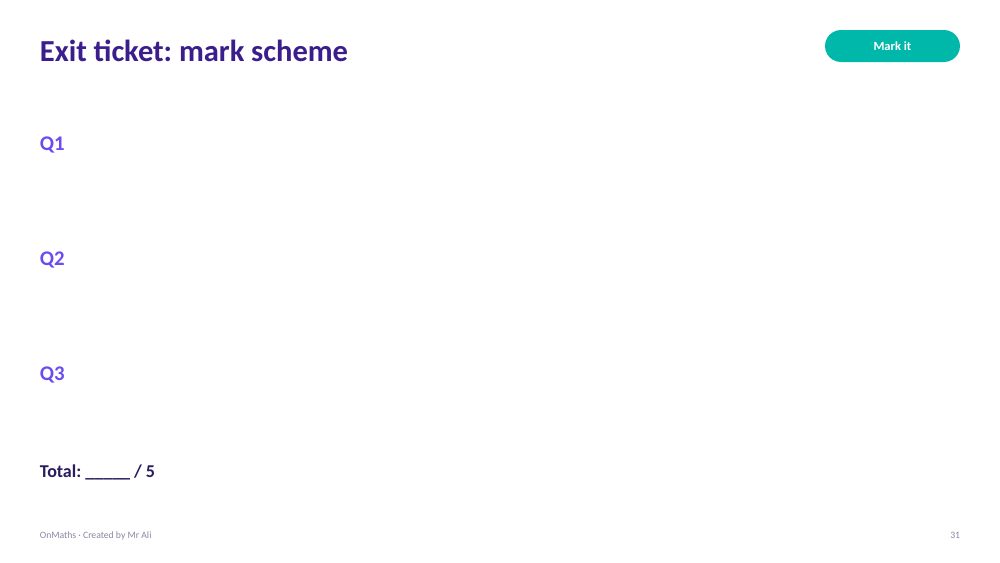 Exit ticket: mark scheme
Mark it
Q1
Q2
Q3
Total: _____ / 5
OnMaths · Created by Mr Ali
31